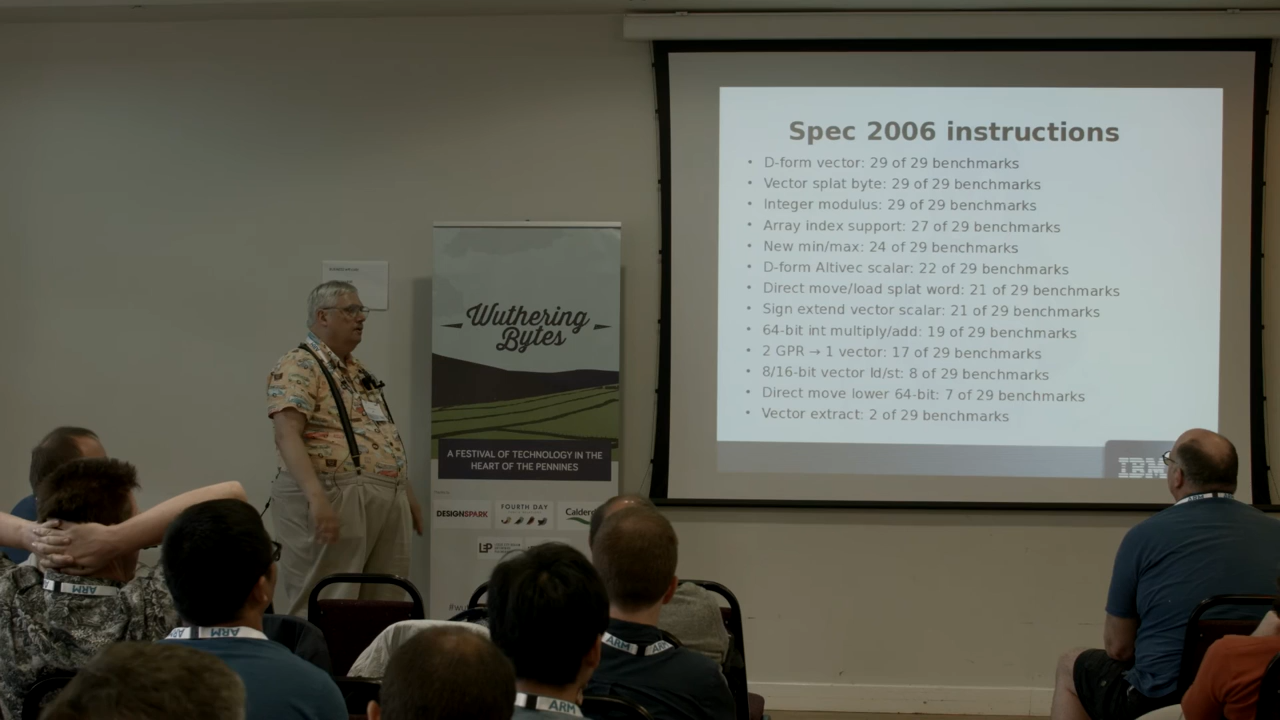 Spec 2006 instructions
• D-form vector: 29 of 29 benchmarks
• Vector splat byte: 29 of 29 benchmarks
• Integer modulus: 29 of 29 benchmarks
• Array index support: 27 of 29 benchmarks
• New min/max: 24 of 29 benchmarks
• D-form Altivec scalar: 22 of 29 benchmarks
• Direct move/load splat word: 21 of 29 benchmarks
• Sign extend vector scalar: 21 of 29 benchmarks
• 64-bit int multiply/add: 19 of 29 benchmarks
• 2 GPR → 1 vector: 17 of 29 benchmarks
• 8/16-bit vector ld/st: 8 of 29 benchmarks
• Direct move lower 64-bit: 7 of 29 benchmarks
• Vector extract: 2 of 29 benchmarks
IBM
Wuthering
Bytes
A FESTIVAL OF TECHNOLOGY IN THE
HEART OF THE PENNINES
DESIGNSPARK
FOURTH DAY
LEP
ARM
ARM
ARM
ARM
ARM